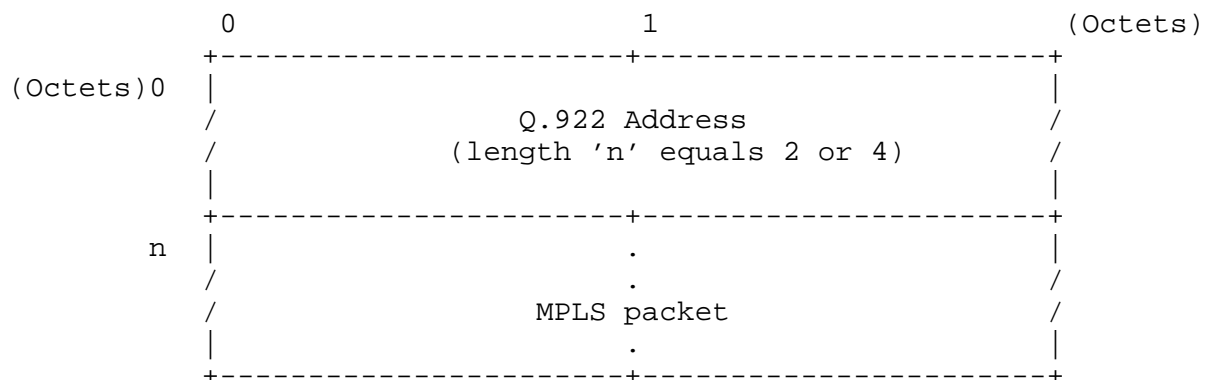 0 1 (Octets)
+-----------------------+-----------------------+
(Octets)0 | |
/ Q.922 Address /
/ (length 'n' equals 2 or 4) /
| |
+-----------------------+-----------------------+
n | . |
/ . /
/ MPLS packet /
| . |
+-----------------------+-----------------------+